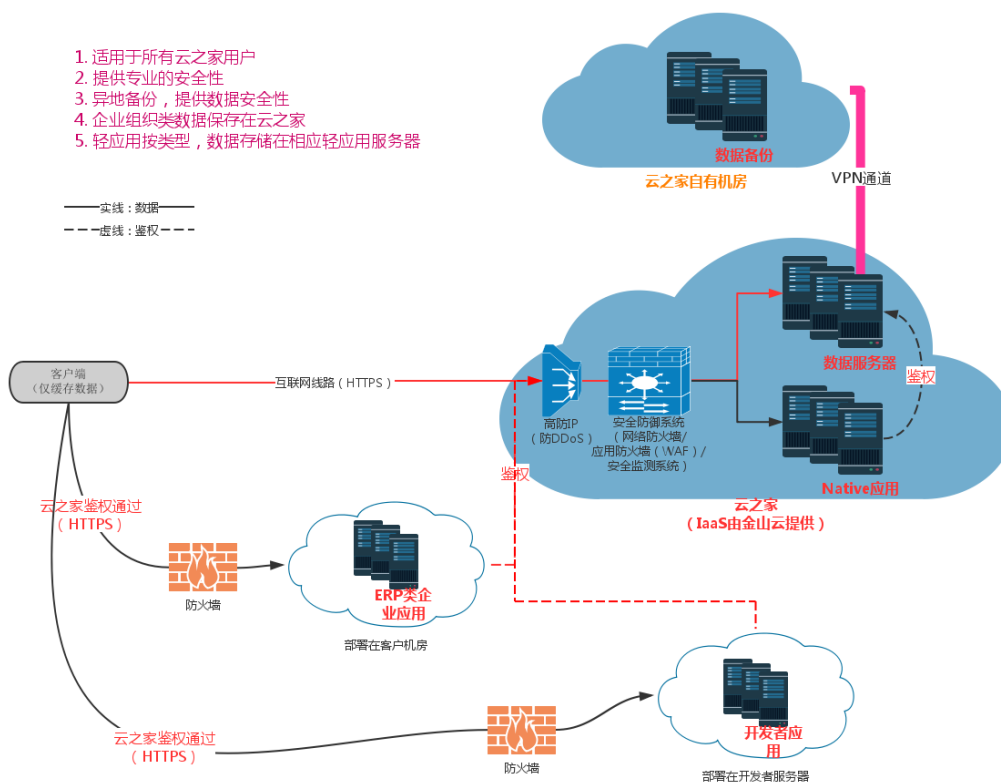 1. 适用于所有云之家用户
2. 提供专业的安全性
3. 异地备份，提供数据安全性
4. 企业组织类数据保存在云之家
5. 轻应用按类型，数据存储在相应轻应用服务器
数据备份
云之家自有机房
VPN通道
实线：数据
虚线：鉴权
数据服务器
鉴权
客户端
（仅缓存数据）
互联网线路（HTTPS）
高防IP
（防DDoS）
安全防御系统
（网络防火墙/
应用防火墙（WAF）/
安全监测系统）
鉴权
Native应用
云之家
（IaaS由金山云提供）
云之家鉴权通过
（HTTPS）
防火墙
ERP类企
业应用
部署在客户机房
云之家鉴权通过
（HTTPS）
防火墙
开发者应
用
部署在开发者服务器